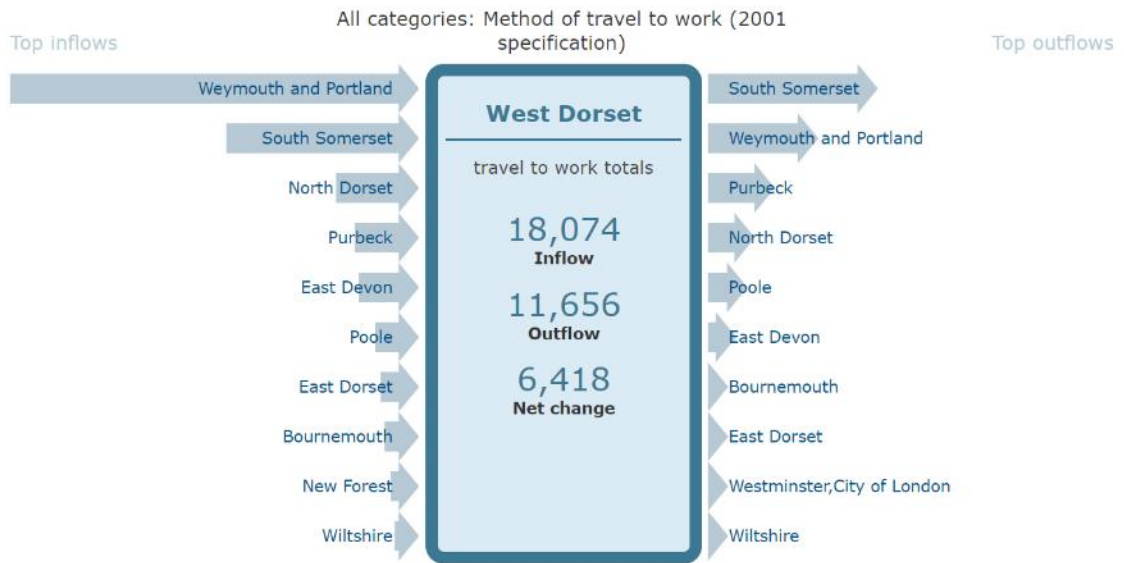 All categories: Method of travel to work (2001
specification)
Top inflows
Top outflows
Weymouth and Portland
South Somerset
North Dorset
Purbeck
East Devon
Poole
East Dorset
Bournemouth
New Forest
Wiltshire
West Dorset
travel to work totals
18,074
Inflow
11,656
Outflow
6,418
Net change
South Somerset
Weymouth and Portland
Purbeck
North Dorset
Poole
East Devon
Bournemouth
East Dorset
Westminster,City of London
Wiltshire